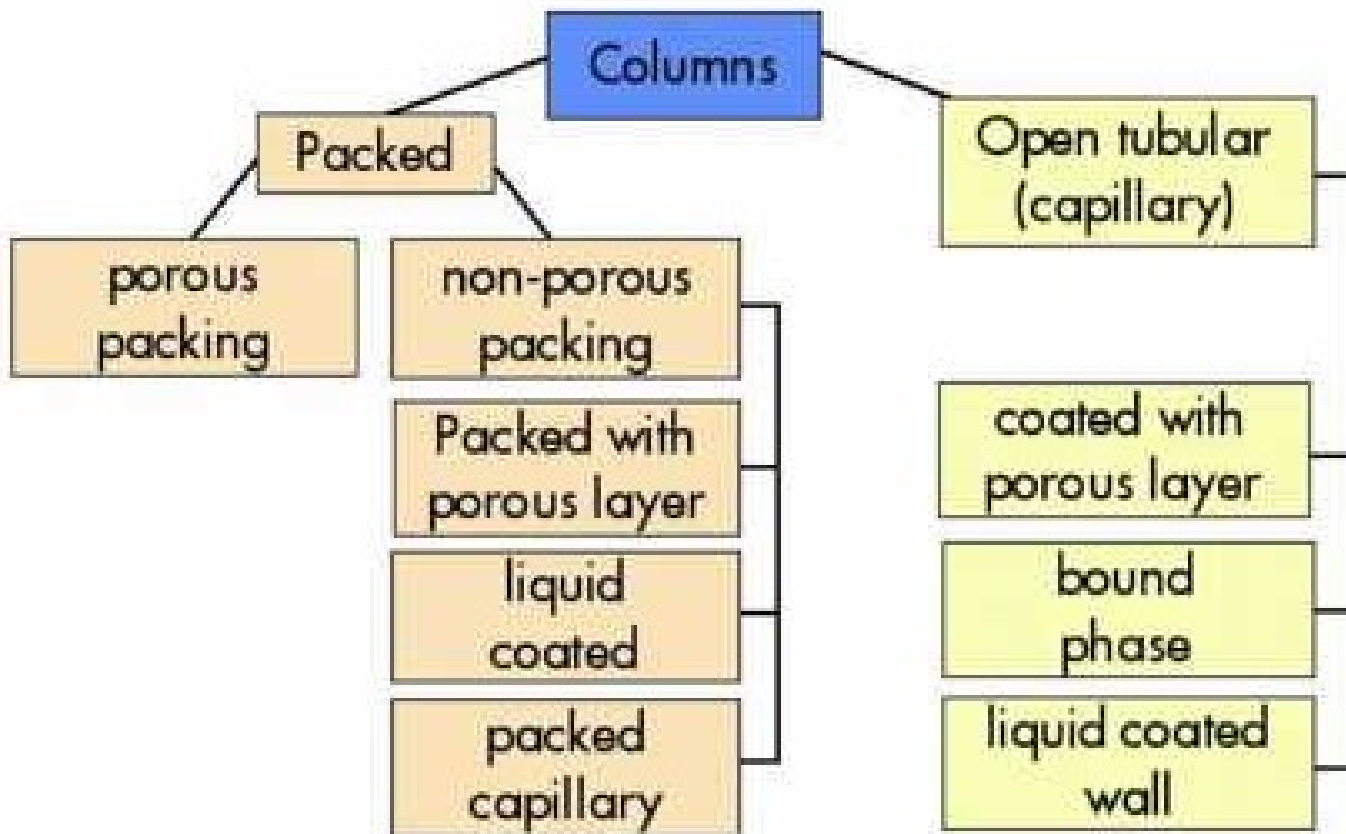 Columns
Packed
Open tubular
(capillary)
porous
packing
non-porous
packing
Packed with
porous layer
liquid
coated
packed
capillary
coated with
porous layer
bound
phase
liquid coated
wall